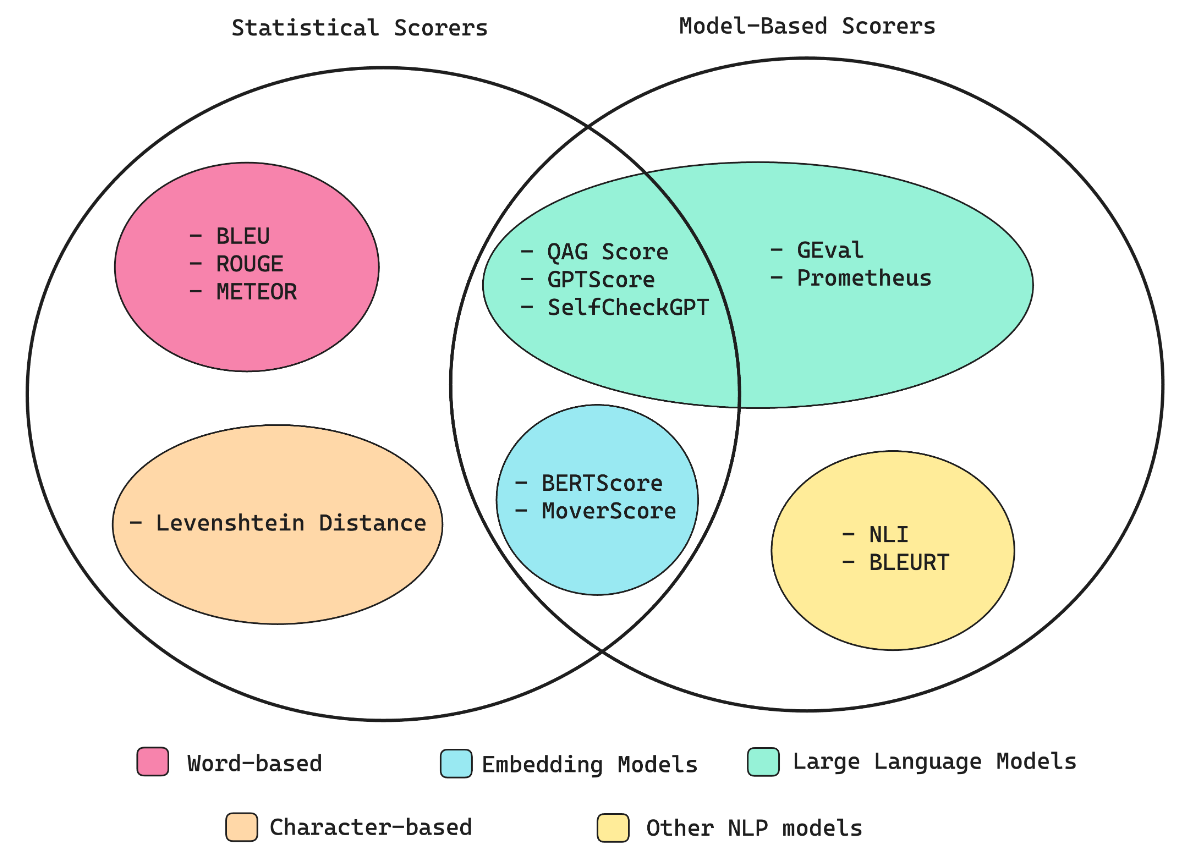 Statistical Scorers
Model-Based Scorers
- BLEU
- ROUGE
- METEOR
- QAG Score
- GPTScore
- SelfCheckGPT
- GEval
- Prometheus
- Levenshtein Distance
- BERTScore
- MoverScore
- NLI
- BLEURT
Word-based
Embedding Models
Large Language Models
Character-based
Other NLP models